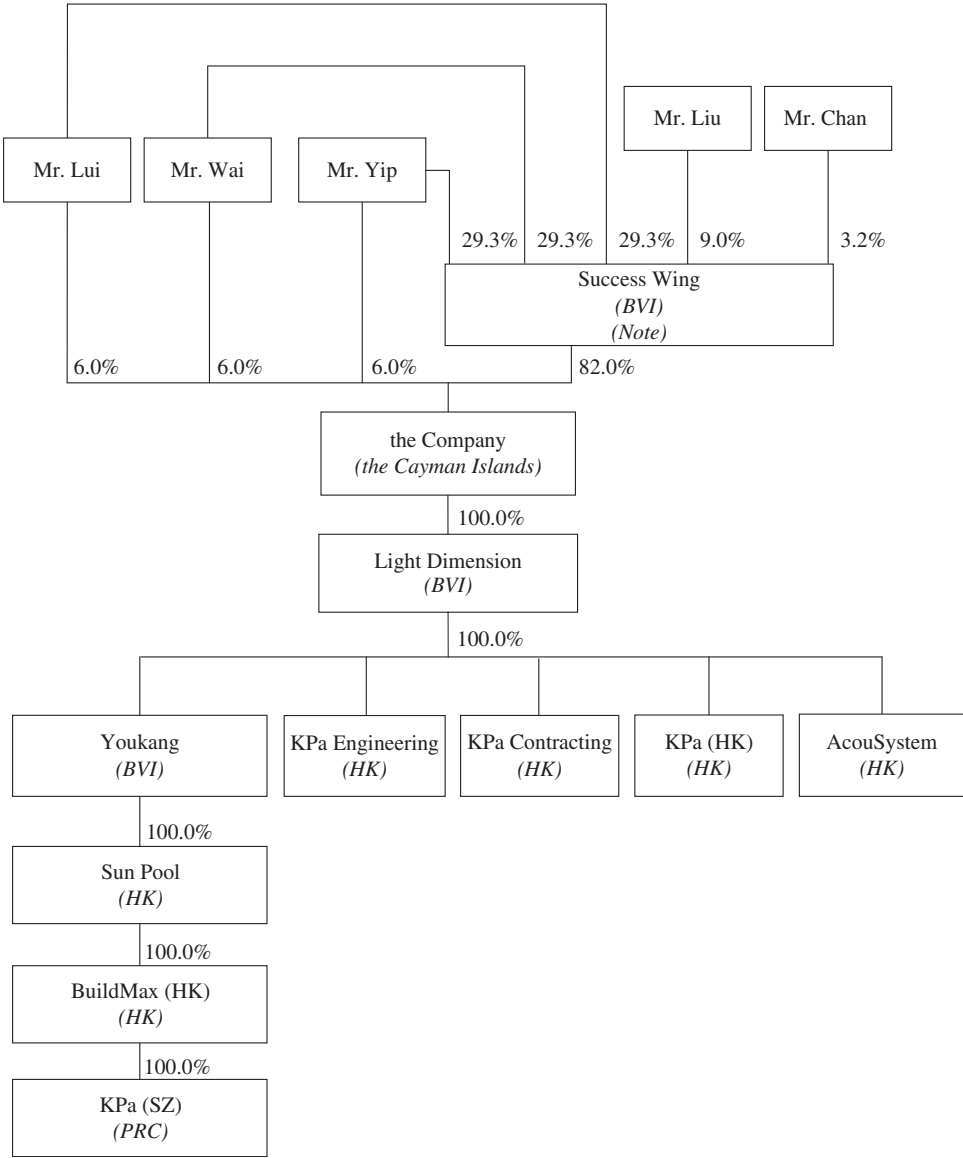 Mr. Liu
Mr. Chan
Mr. Lui
Mr. Wai
Mr. Yip
29.3%
29.3%
29.3%
9.0%
3.2%
Success Wing
(BVI)
(Note)
6.0%
6.0%
6.0%
82.0%
the Company
(the Cayman Islands)
100.0%
Light Dimension
(BVI)
100.0%
Youkang
(BVI)
KPa Engineering
(HK)
KPa Contracting
(HK)
KPa (HK)
(HK)
AcouSystem
(HK)
100.0%
Sun Pool
(HK)
100.0%
BuildMax (HK)
(HK)
100.0%
KPa (SZ)
(PRC)